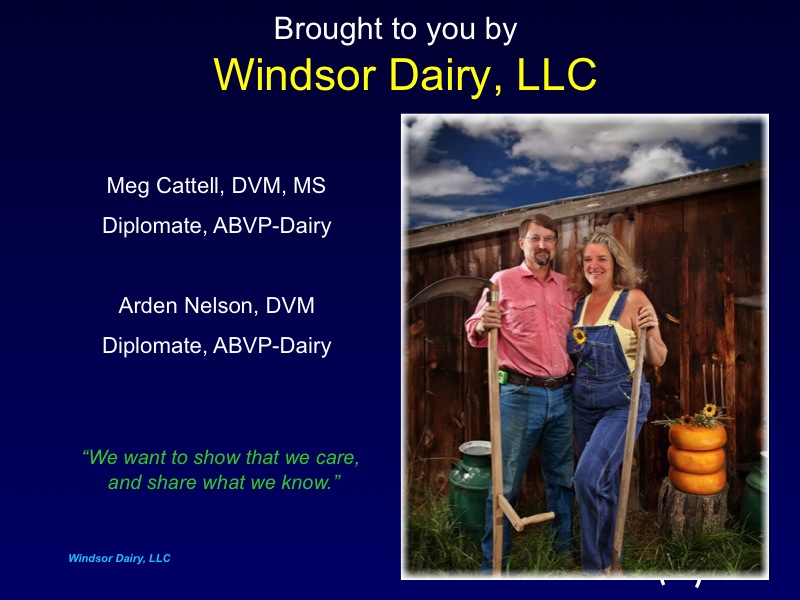 Brought to you by
Windsor Dairy, LLC
Meg Cattell, DVM, MS
Diplomate, ABVP-Dairy
Arden Nelson, DVM
Diplomate, ABVP-Dairy
“We want to show that we care,
and share what we know.”
Windsor Dairy, LLC